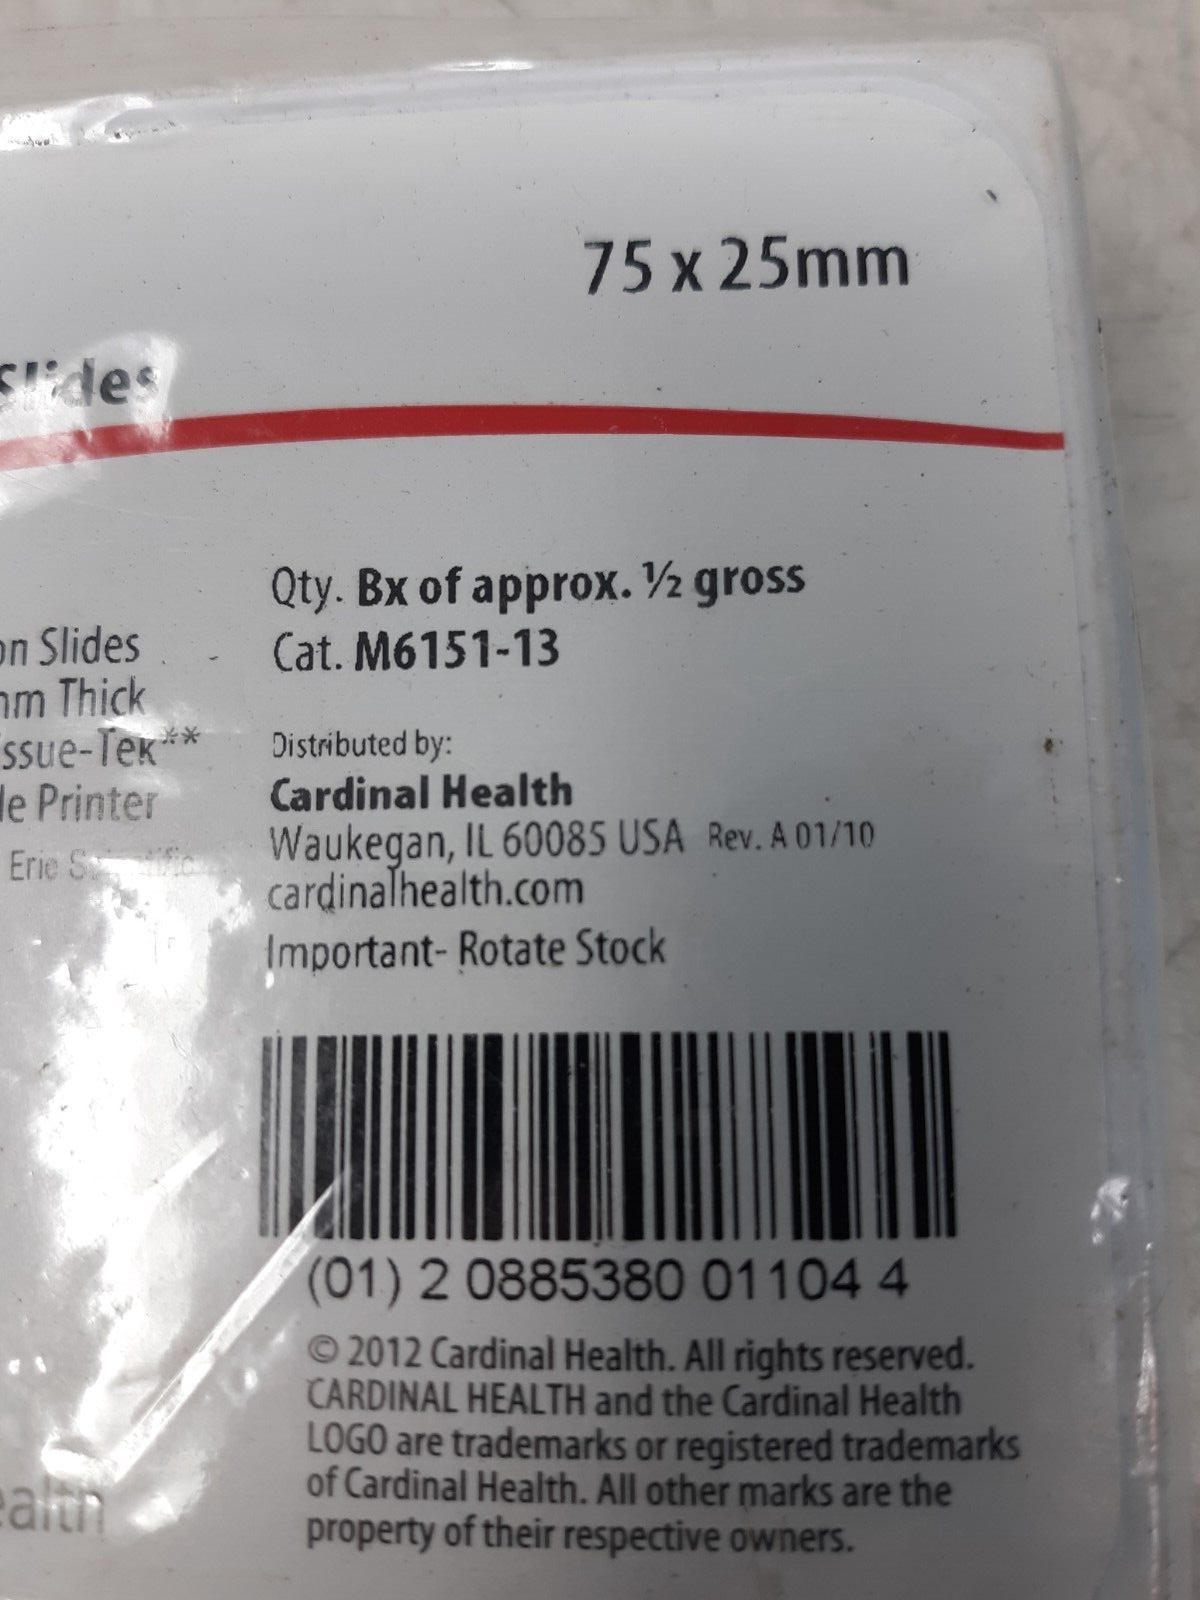 75 x 25mm
Slides
Qty. Bx of approx. ½ gross
Cat. M6151-13
on Slides
mm Thick
issue-Tek**
le Printer
Erie Scientific
Distributed by:
Cardinal Health
Waukegan, IL 60085 USA Rev. A 01/10
cardinalhealth.com
Important- Rotate Stock
(01) 2 0885380 01104 4
© 2012 Cardinal Health. All rights reserved.
CARDINAL HEALTH and the Cardinal Health
LOGO are trademarks or registered trademarks
of Cardinal Health. All other marks are the
property of their respective owners.
ealth